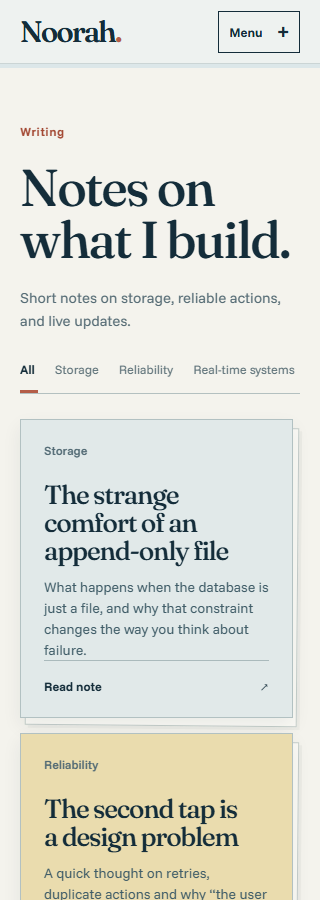 Noorah.
Menu +
Writing
Notes on
what I build.
Short notes on storage, reliable actions,
and live updates.
All Storage Reliability Real-time systems
Storage
The strange
comfort of an
append-only file
What happens when the database is
just a file, and why that constraint
changes the way you think about
failure.
Read note ↗
Reliability
The second tap is
a design problem
A quick thought on retries,
duplicate actions and why “the user